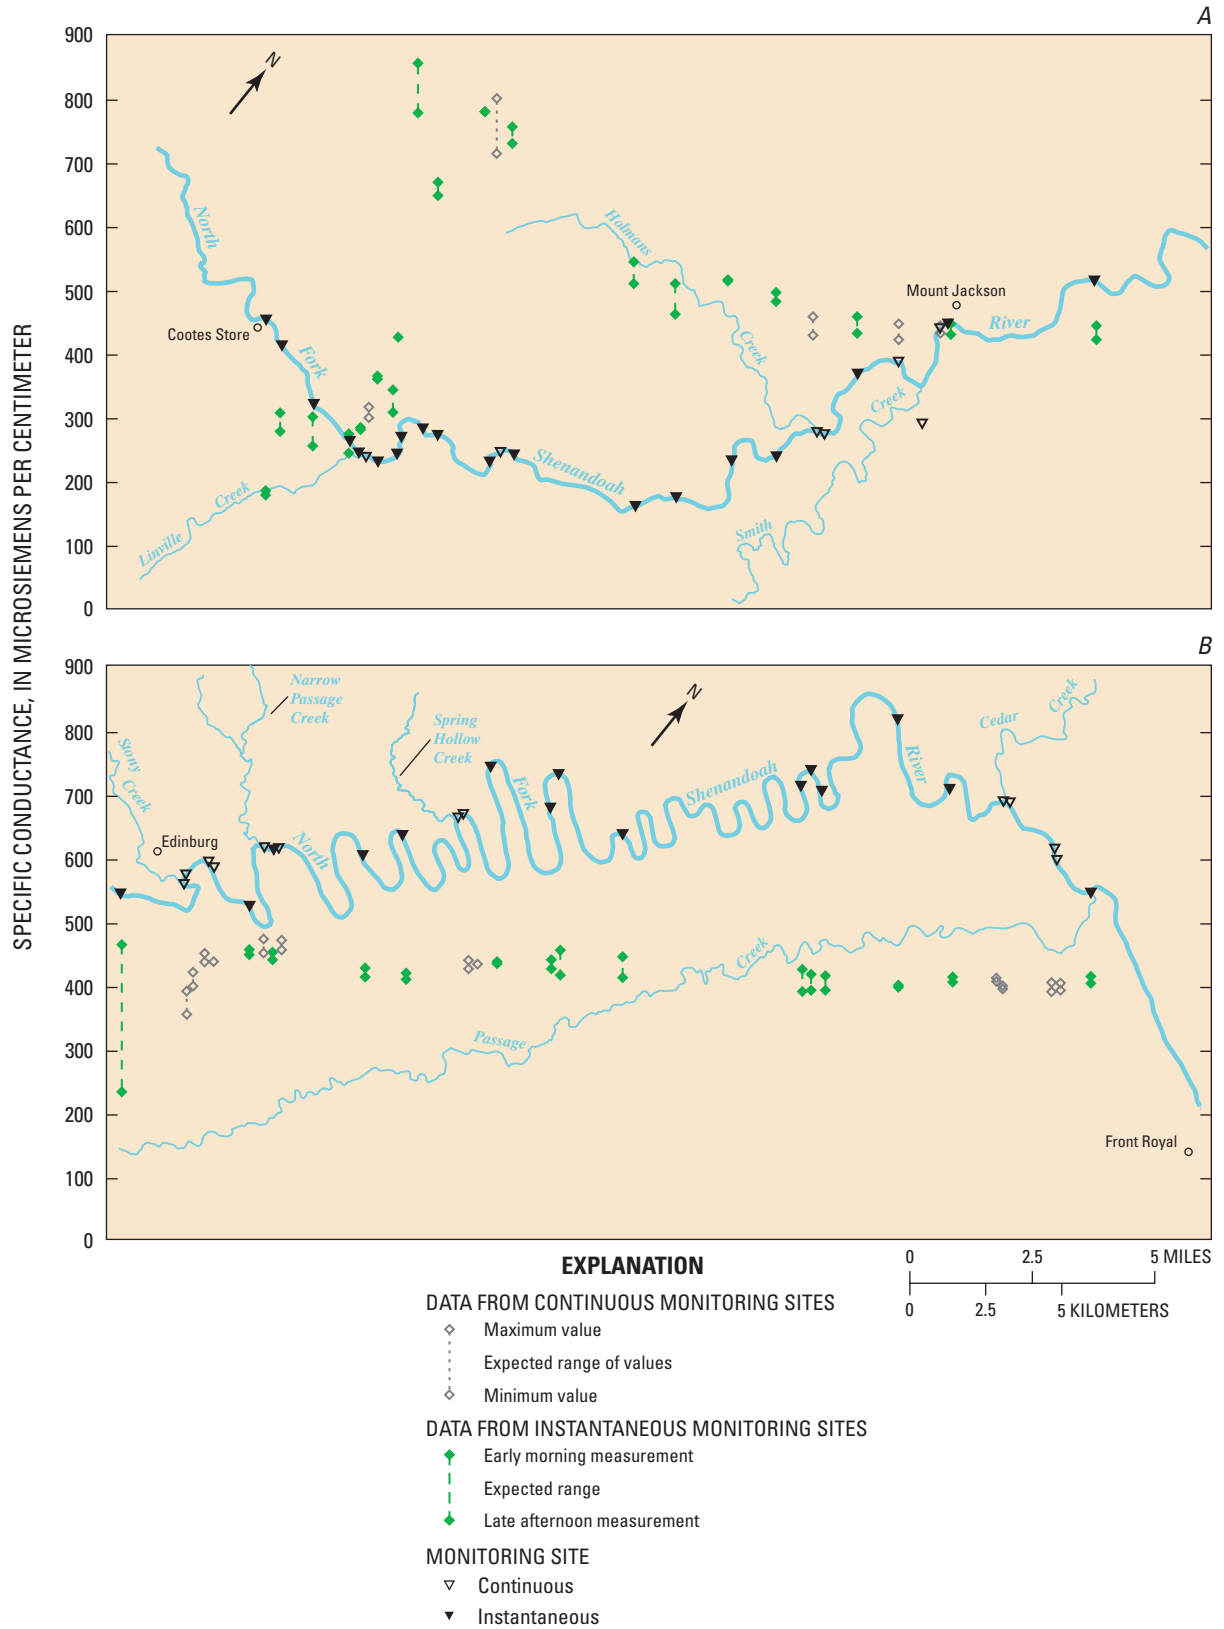 A
SPECIFIC CONDUCTANCE, IN MICROSIEMENS PER CENTIMETER
900
800
700
600
500
400
300
200
100
0
N
North
Fork
Cootes Store
Linville
Creek
Shenandoah
Holmans
Creek
Smith
Creek
Mount Jackson
River
B
900
800
700
600
500
400
300
200
100
0
Stony
Creek
Edinburg
Narrow
Passage
Creek
North
Spring
Hollow
Creek
Fork
N
Shenandoah
River
Cedar
Creek
Passage
Creek
Front Royal
EXPLANATION
0 2.5 5 MILES
0 2.5 5 KILOMETERS
DATA FROM CONTINUOUS MONITORING SITES
Maximum value
Expected range of values
Minimum value
DATA FROM INSTANTANEOUS MONITORING SITES
Early morning measurement
Expected range
Late afternoon measurement
MONITORING SITE
Continuous
Instantaneous